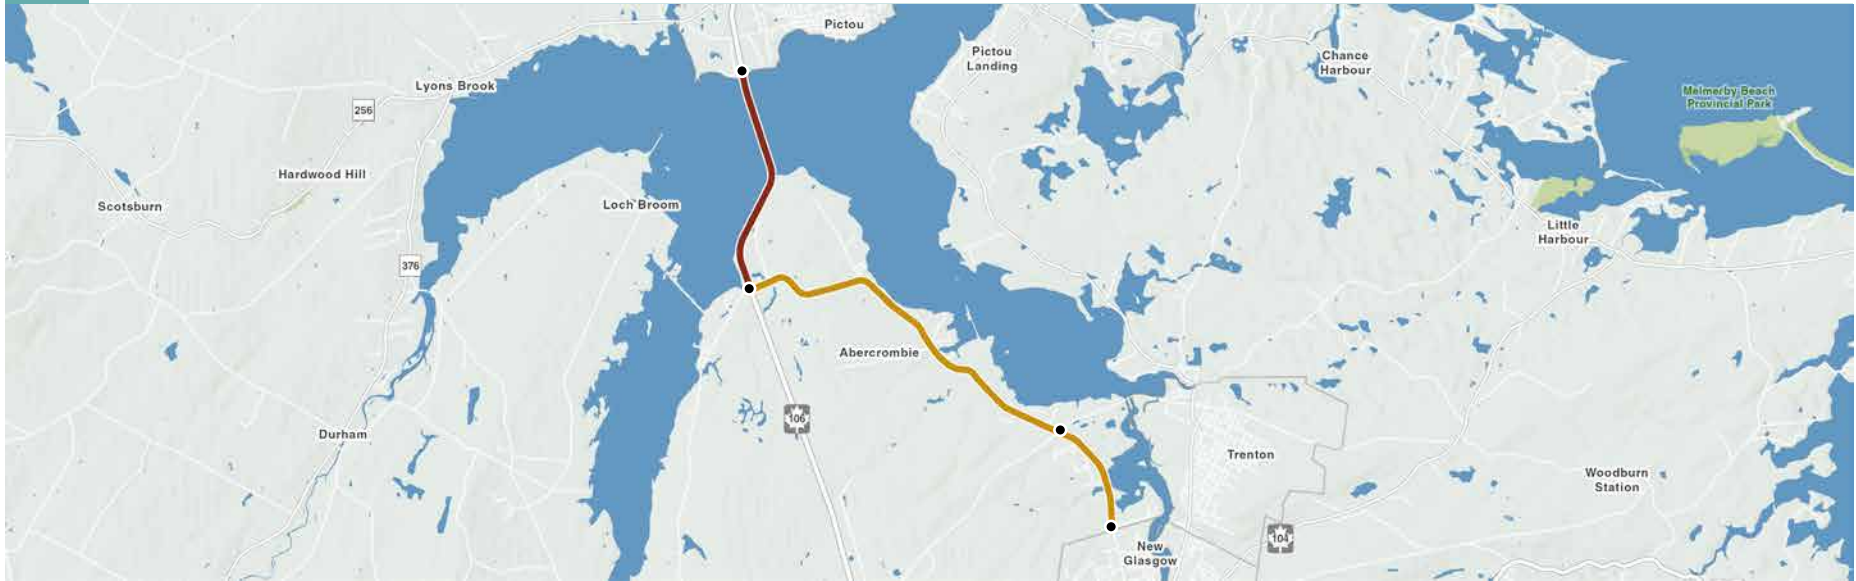 Pictou
Pictou
Landing
Chance
Harbour
Lyons Brook
Melmerby Beach
Provincial Park
256
Hardwood Hill
Scotsburn
Loch Broom
Little
Harbour
376
Abercrombie
106
Durham
Trenton
Woodburn
Station
104
New
Glasgow